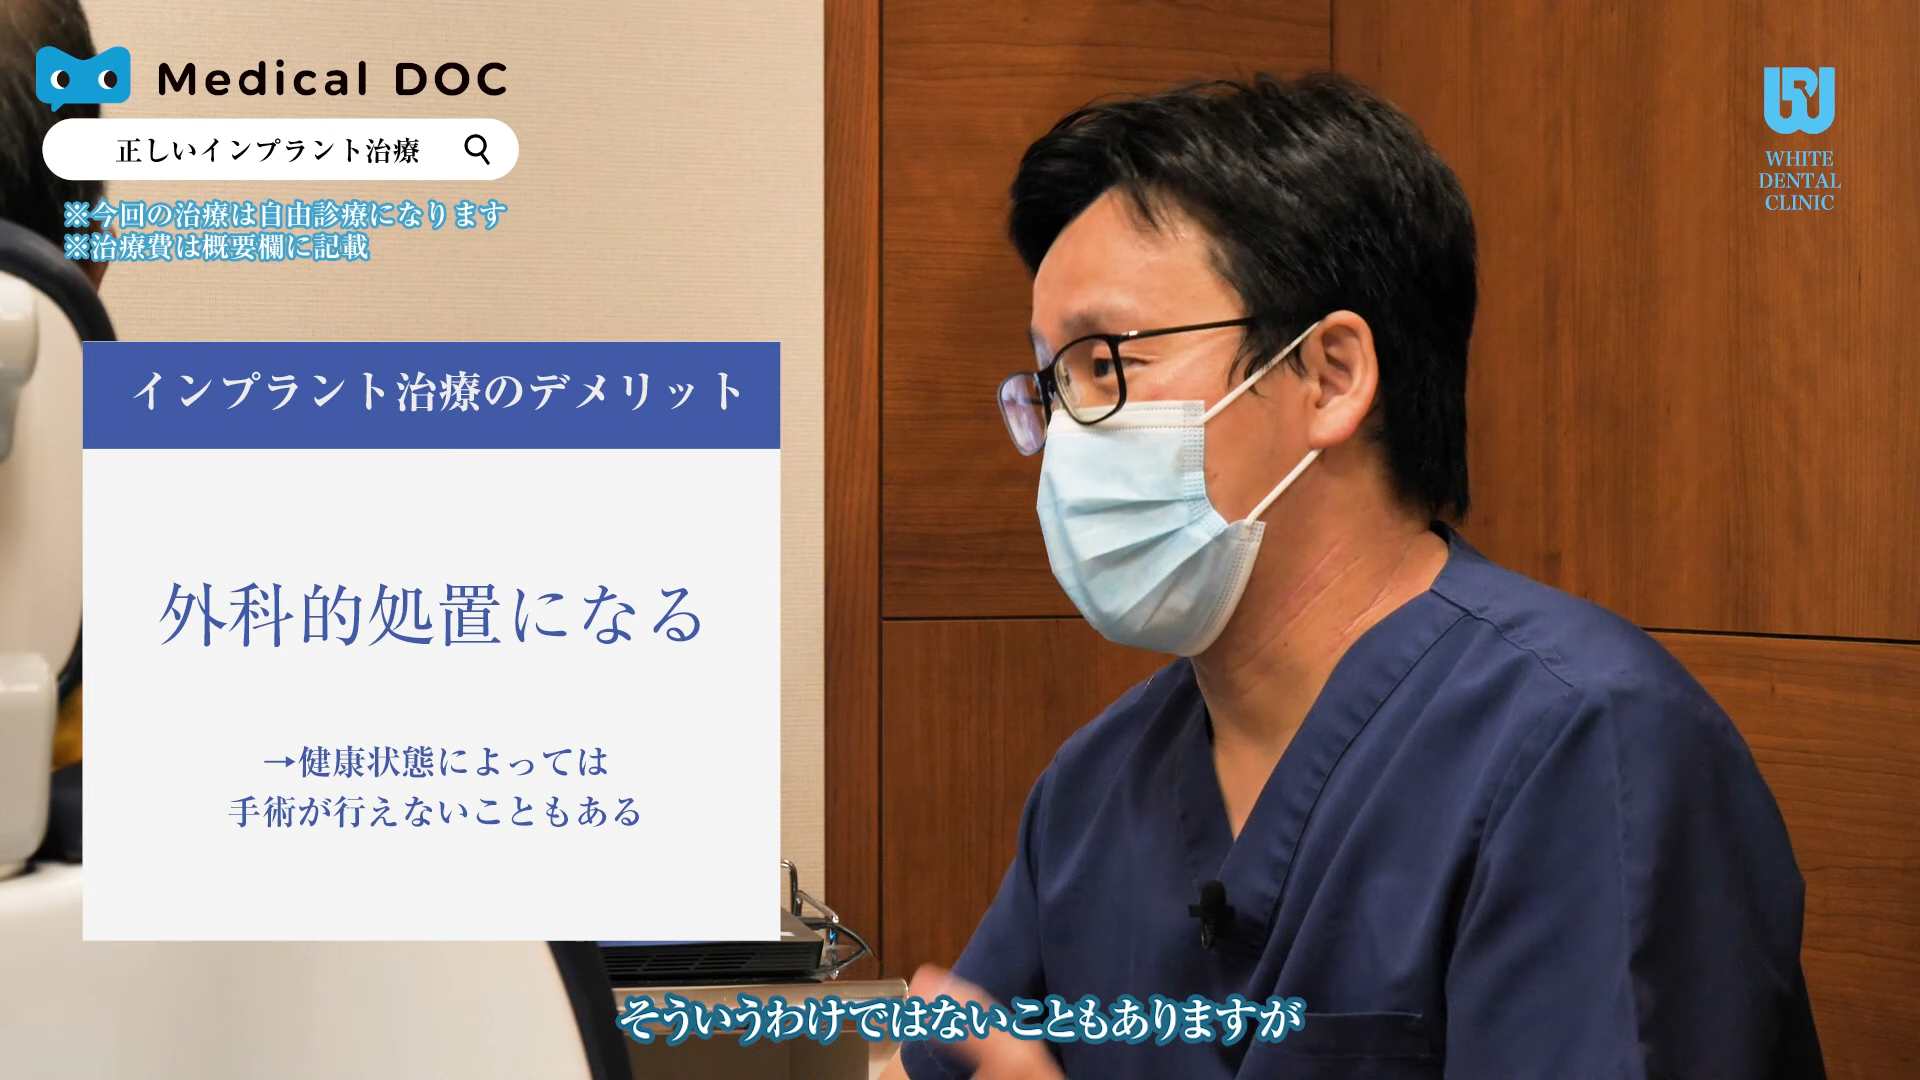 Medical DOC
正しいインプラント治療
※今回の治療は自由診療になります
※治療費は概要欄に記載
WHITE
DENTAL
CLINIC
インプラント治療のデメリット
外科的処置になる
→健康状態によっては
手術が行えないこともある
そういうわけではないこともありますが